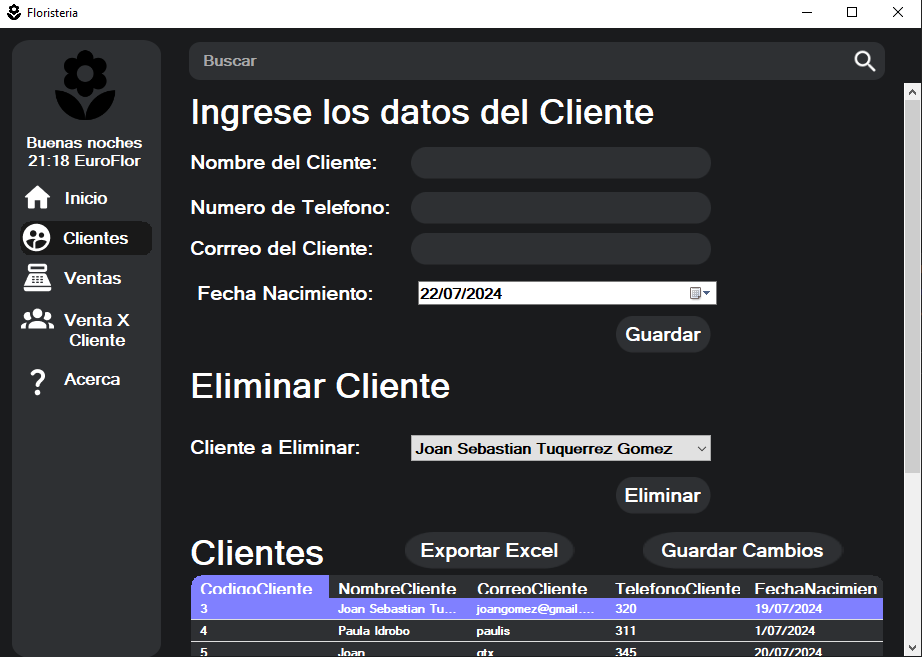 Floristeria
Buscar
Buenas noches
21:18 EuroFlor
Inicio
Clientes
Ventas
Venta X
Cliente
Acerca
Ingrese los datos del Cliente
Nombre del Cliente:
Numero de Telefono:
Corrreo del Cliente:
Fecha Nacimiento: 22/07/2024
Guardar
Eliminar Cliente
Cliente a Eliminar: Joan Sebastian Tuquerrez Gomez
Eliminar
Clientes Exportar Excel Guardar Cambios
CodigoCliente NombreCliente CorreoCliente TelefonoCliente FechaNacimien
3 Joan Sebastian Tu... joangomez@gmail.... 320 19/07/2024
4 Paula Idrobo paulis 311 1/07/2024
5 Joan gtx 345 20/07/2024